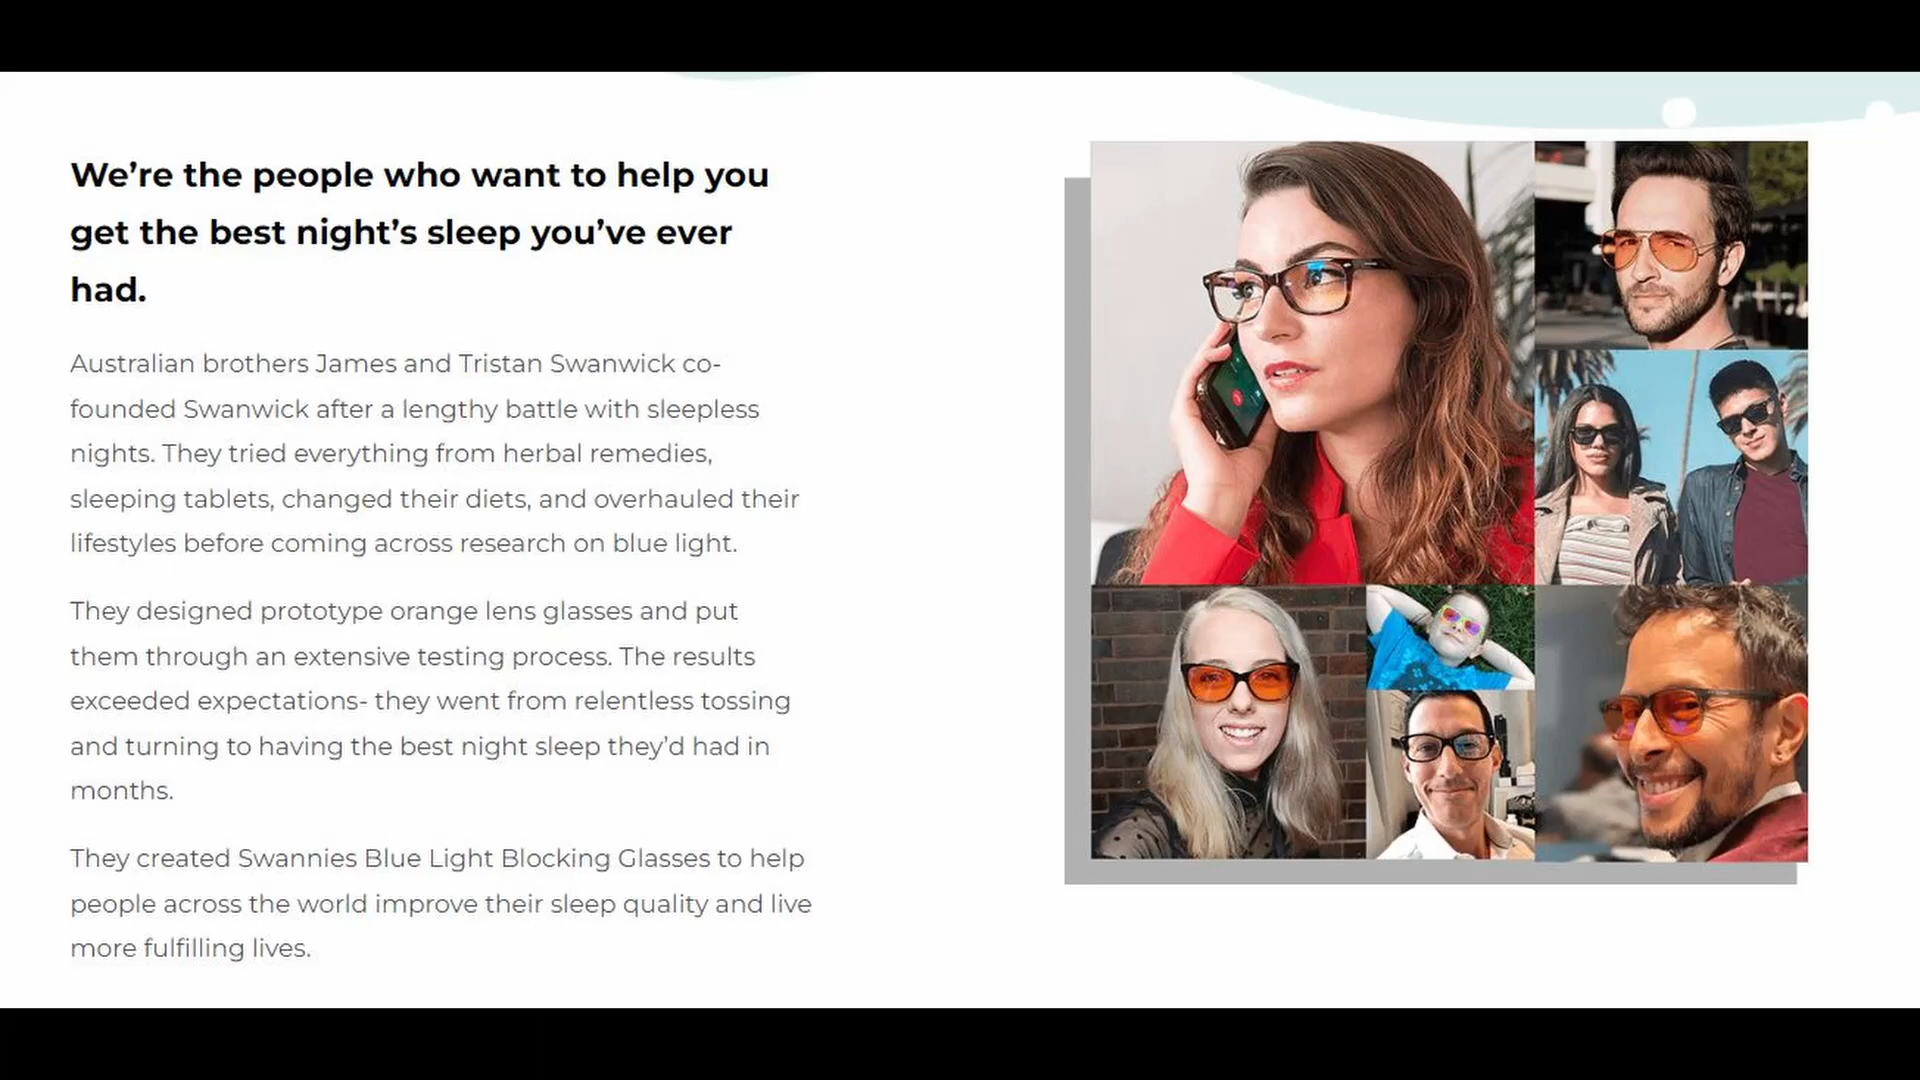 We’re the people who want to help you
get the best night’s sleep you’ve ever
had.
Australian brothers James and Tristan Swanwick co-
founded Swanwick after a lengthy battle with sleepless
nights. They tried everything from herbal remedies,
sleeping tablets, changed their diets, and overhauled their
lifestyles before coming across research on blue light.
They designed prototype orange lens glasses and put
them through an extensive testing process. The results
exceeded expectations- they went from relentless tossing
and turning to having the best night sleep they’d had in
months.
They created Swannies Blue Light Blocking Glasses to help
people across the world improve their sleep quality and live
more fulfilling lives.